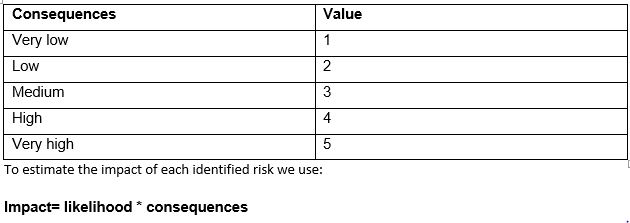 Consequences Value
Very low 1
Low 2
Medium 3
High 4
Very high 5
To estimate the impact of each identified risk we use:
Impact= likelihood * consequences